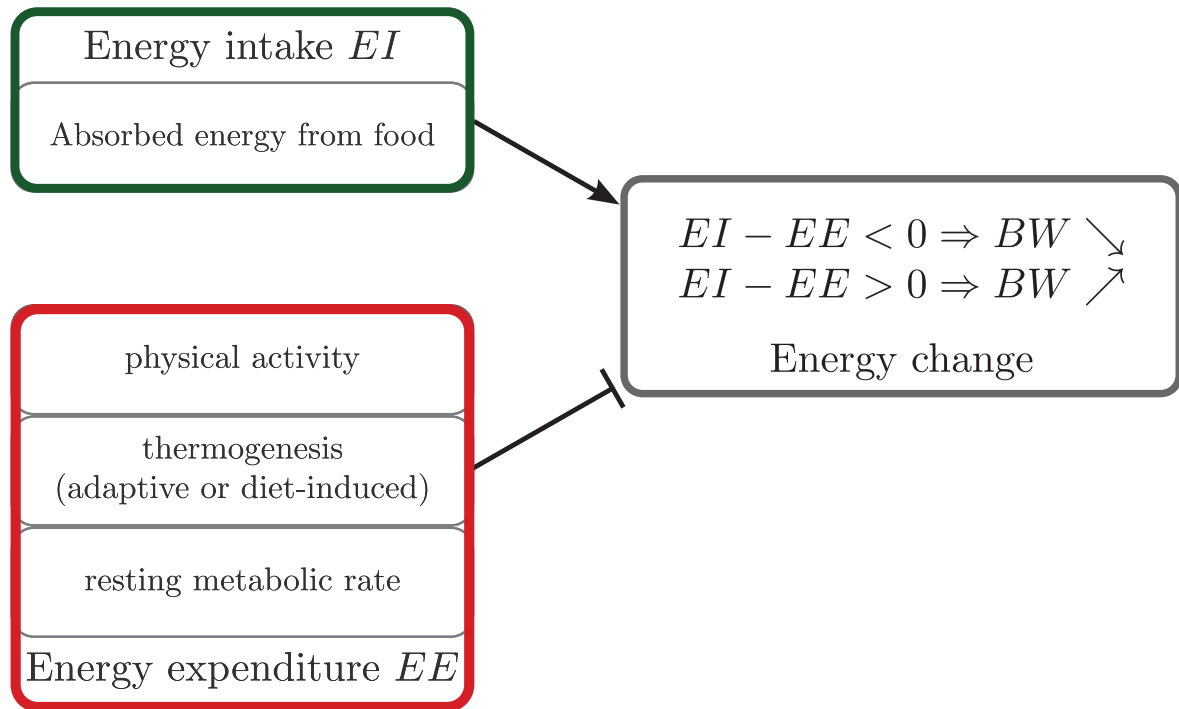 Energy intake EI
Absorbed energy from food
EI − EE < 0 ⇒ BW ↘
EI − EE > 0 ⇒ BW ↗
Energy change
physical activity
thermogenesis
(adaptive or diet-induced)
resting metabolic rate
Energy expenditure EE